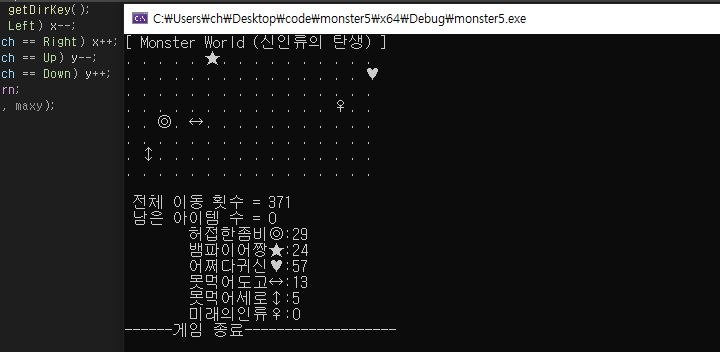 getDirKey();
Left) x--;
ch == Right) x++;
ch == Up) y--;
ch == Down) y++;
rn;
, maxy);
C:\Users\ch\Desktop\code\monster5\x64\Debug\monster5.exe
[ Monster World (신인류의 탄생) ]
. . . . . ★. . . . . . . . . .
. . . . . . . . . . . . . . . ♥
. . . . . . . . . . . . . . . .
. . . . . . . . . . . . . ♀. .
. . ◎. ↔. . . . . . . . . . .
. . . . . . . . . . . . . . . .
. ↕. . . . . . . . . . . . . .
. . . . . . . . . . . . . . . .
전체 이동 횟수 = 371
남은 아이템 수 = 0
허접한좀비◎:29
뱀파이어짱★:24
어쩌다귀신♥:57
못먹어도고↔:13
못먹어세로↕:5
미래의인류♀:0
------게임 종료-------------------